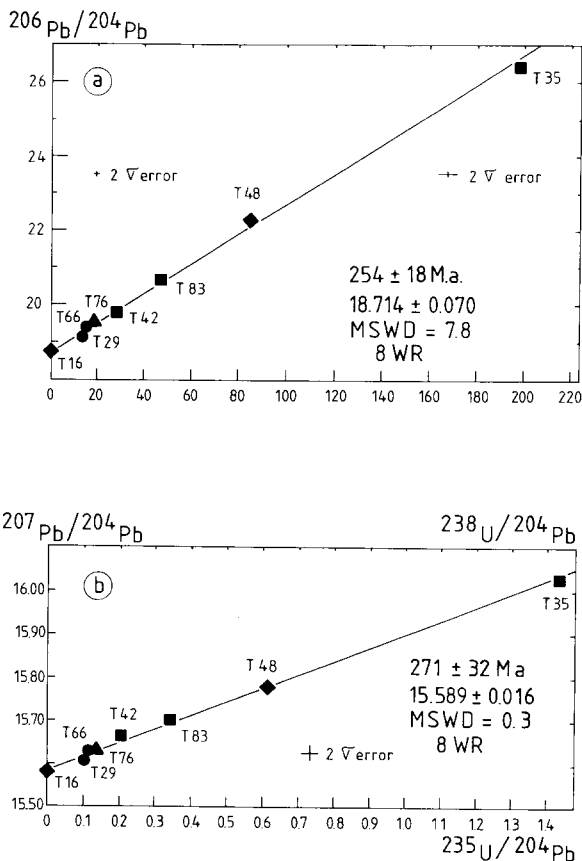 206Pb/204Pb
26
24
22
20
a
T35
+ 2 σ error
2 σ error
T48
T83
T76
T66
T42
T29
T16
254 ± 18 M.a.
18.714 ± 0.070
MSWD = 7.8
8 WR
0 20 40 60 80 100 120 140 160 180 200 220
207Pb/204Pb
238U/204Pb
16.00
15.90
15.80
15.70
15.60
15.50
b
T35
T48
T42
T66
T83
T76
T29
T16
271 ± 32 Ma
15.589 ± 0.016
MSWD = 0.3
8 WR
2 σ error
0 0.1 0.2 0.3 0.4 0.5 0.6 0.7 0.8 0.9 1.0 1.1 1.2 1.3 1.4
235U/204Pb